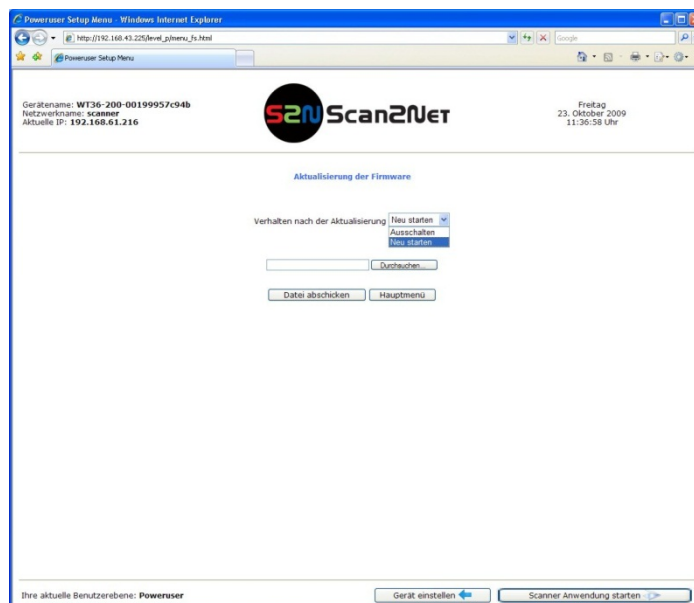 Poweruser Setup Menu - Windows Internet Explorer
http://192.168.43.225/level_p/menu_fs.html
Google
Poweruser Setup Menu
Gerätename: WT36-200-00199957c94b
Netzwerkname: scanner
Aktuelle IP: 192.168.61.216
S2N Scan2Net
Freitag
23. Oktober 2009
11:36:58 Uhr
Aktualisierung der Firmware
Verhalten nach der Aktualisierung Neu starten
Ausschalten
Neu starten
Durchsuchen...
Datei abschicken Hauptmenü
Ihre aktuelle Benutzerebene: Poweruser
Gerät einstellen
Scanner Anwendung starten